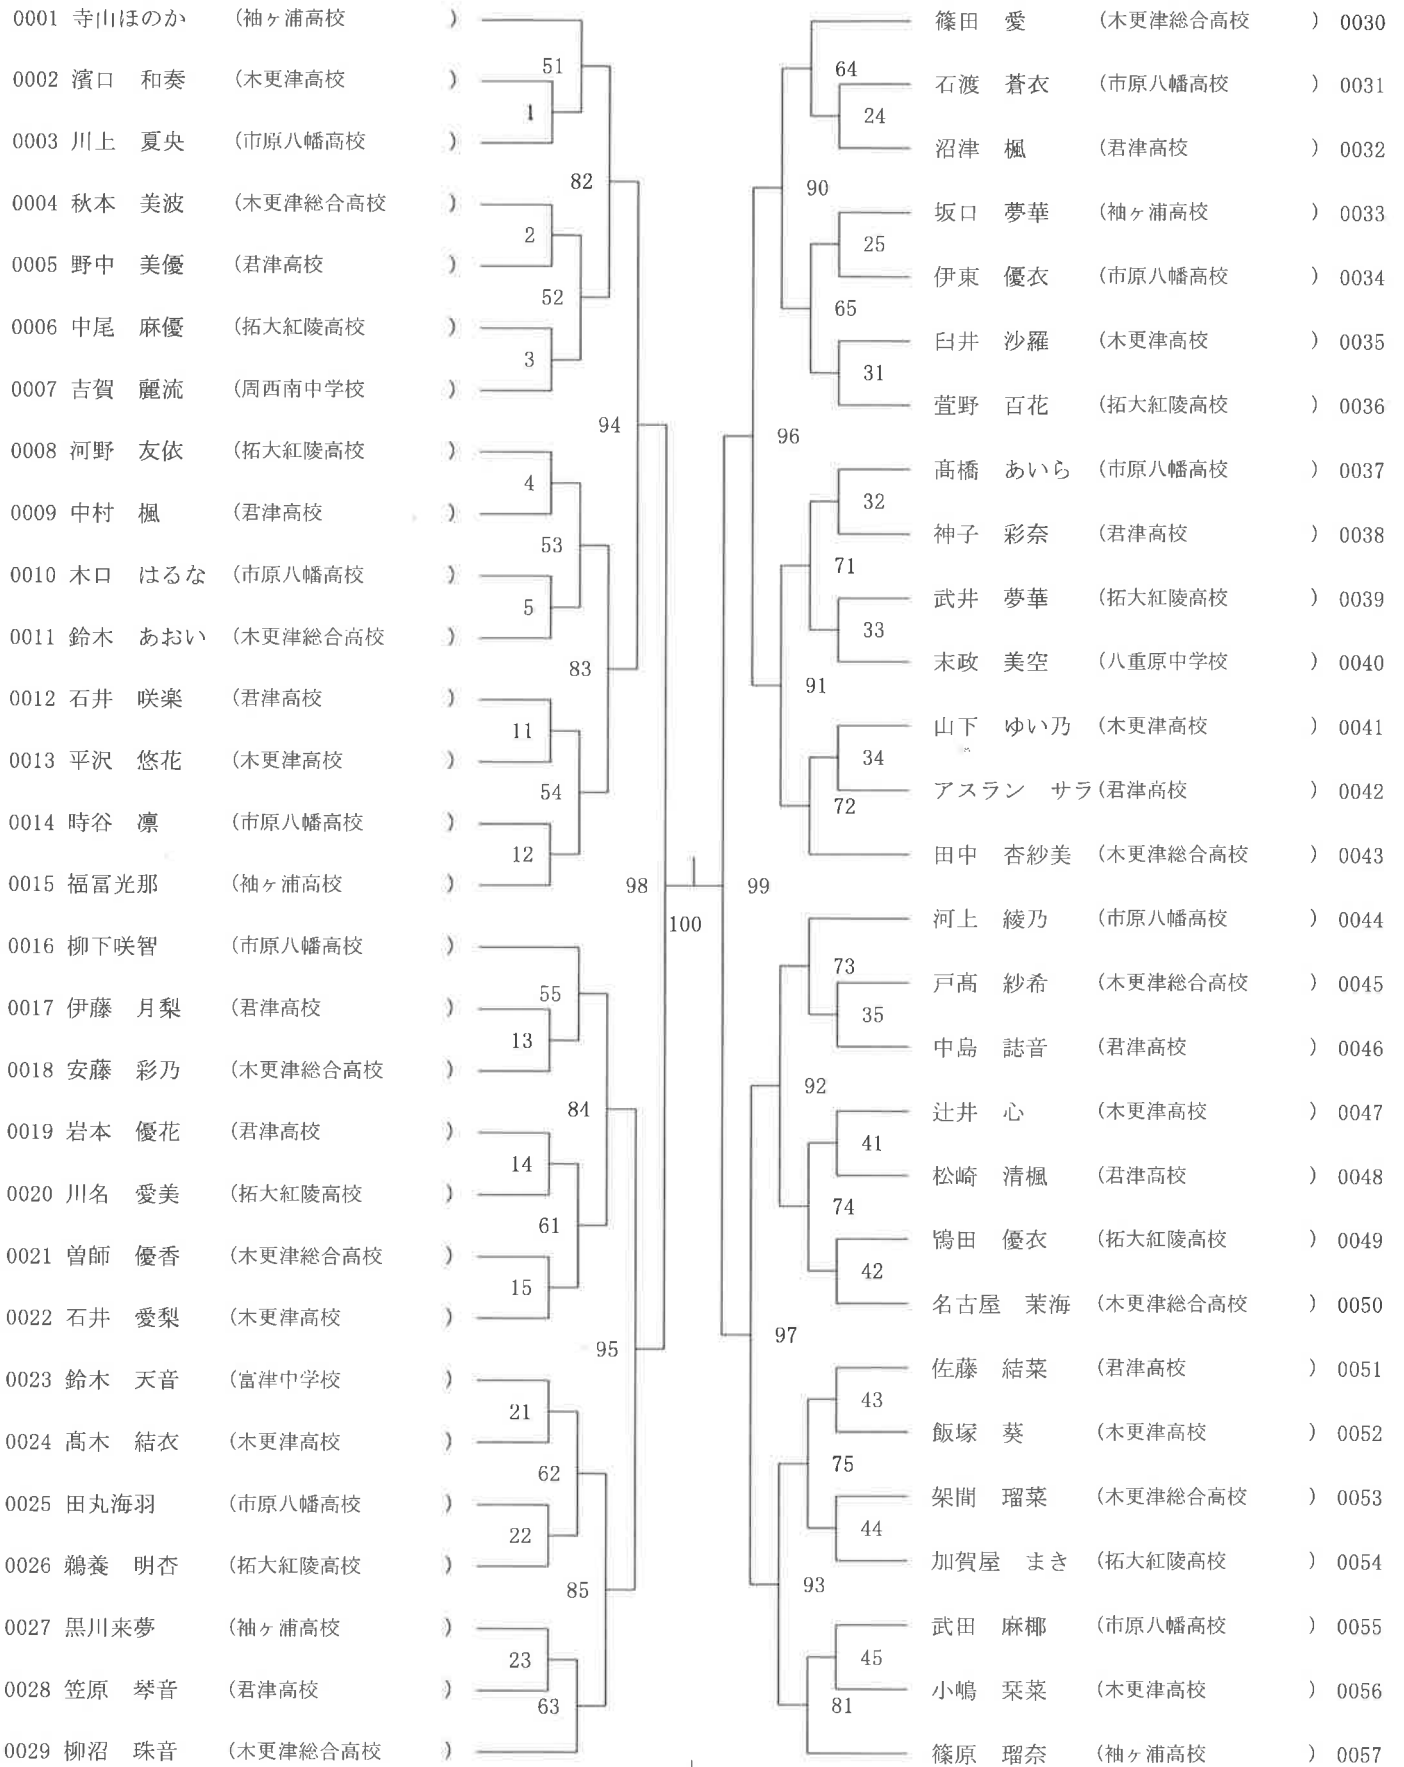 0001 寺山ほのか (袖ヶ浦高校 )
0002 濱口 和奏 (木更津高校 )
0003 川上 夏央 (市原八幡高校 )
0004 秋本 美波 (木更津総合高校 )
0005 野中 美優 (君津高校 )
0006 中尾 麻優 (拓大紅陵高校 )
0007 吉賀 麗流 (周西南中学校 )
0008 河野 友依 (拓大紅陵高校 )
0009 中村 楓 (君津高校 )
0010 木口 はるな (市原八幡高校 )
0011 鈴木 あおい (木更津総合高校 )
0012 石井 咲楽 (君津高校 )
0013 平沢 悠花 (木更津高校 )
0014 時谷 凛 (市原八幡高校 )
0015 福冨光那 (袖ヶ浦高校 )
0016 柳下咲智 (市原八幡高校 )
0017 伊藤 月梨 (君津高校 )
0018 安藤 彩乃 (木更津総合高校 )
0019 岩本 優花 (君津高校 )
0020 川名 愛美 (拓大紅陵高校 )
0021 曽師 優香 (木更津総合高校 )
0022 石井 愛梨 (木更津高校 )
0023 鈴木 天音 (富津中学校 )
0024 髙木 結衣 (木更津高校 )
0025 田丸海羽 (市原八幡高校 )
0026 鵜養 明杏 (拓大紅陵高校 )
0027 黒川来夢 (袖ヶ浦高校 )
0028 笠原 琴音 (君津高校 )
0029 柳沼 珠音 (木更津総合高校 )
51
1
82
2
52
3
94
4
53
5
83
11
54
12
98
55
13
84
14
61
15
95
21
62
22
85
23
63
100
64
24
90
25
65
31
96
32
71
33
91
34
72
99
73
35
92
41
74
42
97
43
75
44
93
45
81
篠田 愛 (木更津総合高校 ) 0030
石渡 蒼衣 (市原八幡高校 ) 0031
沼津 楓 (君津高校 ) 0032
坂口 夢華 (袖ヶ浦高校 ) 0033
伊東 優衣 (市原八幡高校 ) 0034
臼井 沙羅 (木更津高校 ) 0035
萱野 百花 (拓大紅陵高校 ) 0036
髙橋 あいら (市原八幡高校 ) 0037
神子 彩奈 (君津高校 ) 0038
武井 夢華 (拓大紅陵高校 ) 0039
末政 美空 (八重原中学校 ) 0040
山下 ゆい乃 (木更津高校 ) 0041
アスラン サラ (君津高校 ) 0042
田中 杏紗美 (木更津総合高校 ) 0043
河上 綾乃 (市原八幡高校 ) 0044
戸髙 紗希 (木更津総合高校 ) 0045
中島 誌音 (君津高校 ) 0046
辻井 心 (木更津高校 ) 0047
松崎 清楓 (君津高校 ) 0048
鴇田 優衣 (拓大紅陵高校 ) 0049
名古屋 茉海 (木更津総合高校 ) 0050
佐藤 結菜 (君津高校 ) 0051
飯塚 葵 (木更津高校 ) 0052
架間 瑠菜 (木更津総合高校 ) 0053
加賀屋 まき (拓大紅陵高校 ) 0054
武田 麻椰 (市原八幡高校 ) 0055
小嶋 栞菜 (木更津高校 ) 0056
篠原 瑠奈 (袖ヶ浦高校 ) 0057